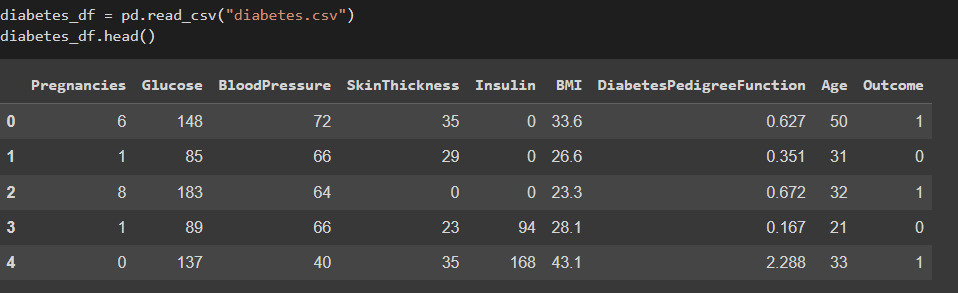 diabetes_df = pd.read_csv("diabetes.csv")
diabetes_df.head()
Pregnancies Glucose BloodPressure SkinThickness Insulin BMI DiabetesPedigreeFunction Age Outcome
0 6 148 72 35 0 33.6 0.627 50 1
1 1 85 66 29 0 26.6 0.351 31 0
2 8 183 64 0 0 23.3 0.672 32 1
3 1 89 66 23 94 28.1 0.167 21 0
4 0 137 40 35 168 43.1 2.288 33 1